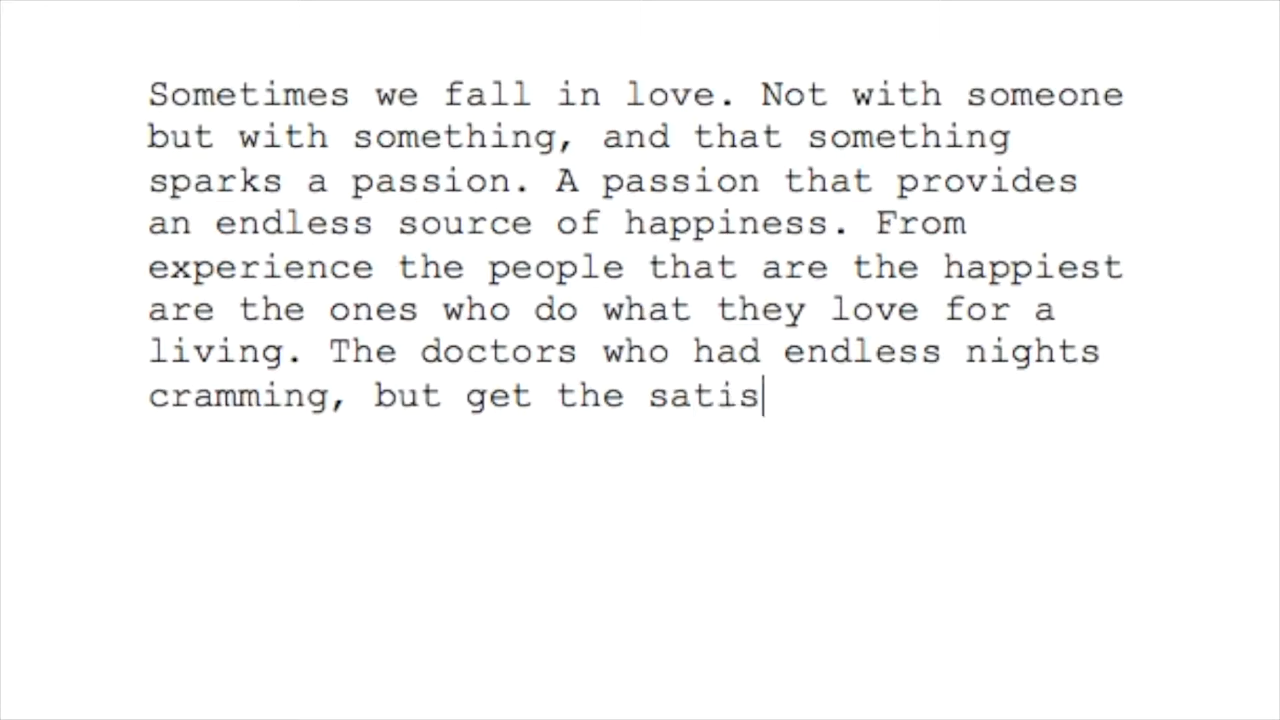 Sometimes we fall in love. Not with someone
but with something, and that something
sparks a passion. A passion that provides
an endless source of happiness. From
experience the people that are the happiest
are the ones who do what they love for a
living. The doctors who had endless nights
cramming, but get the satis